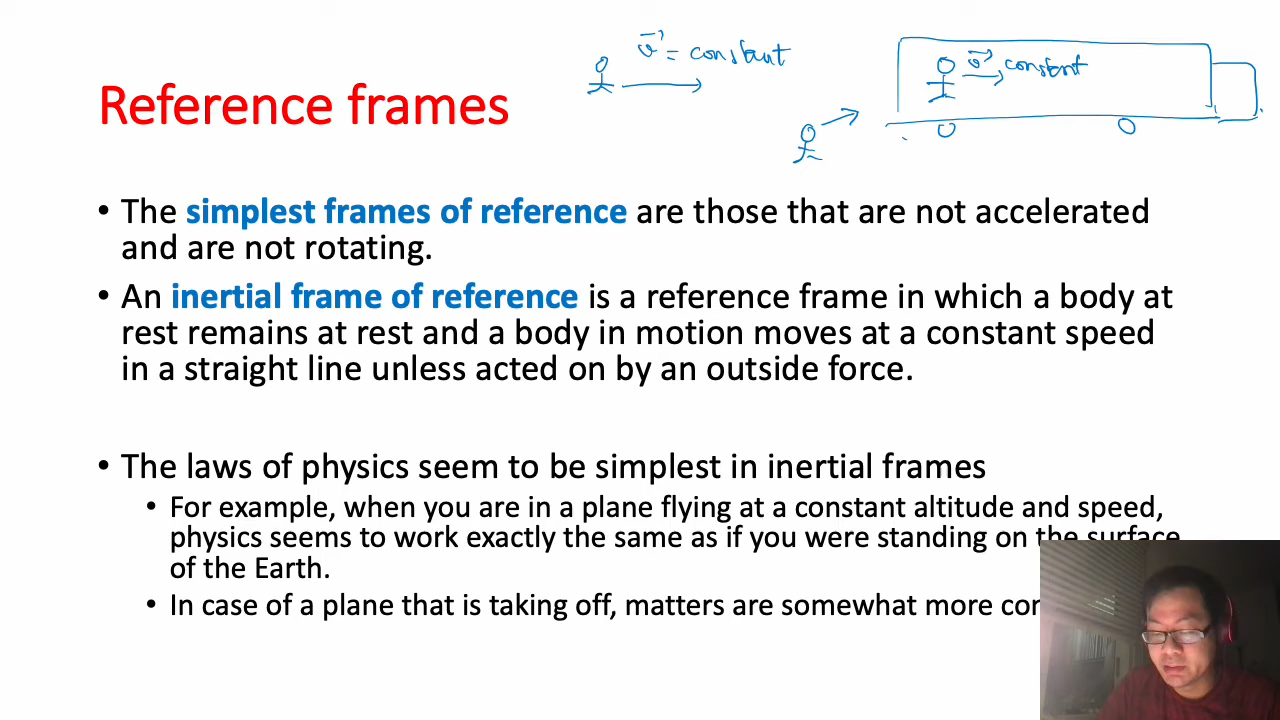 v⃗ = constant
v⃗ constant
Reference frames
• The simplest frames of reference are those that are not accelerated
and are not rotating.
• An inertial frame of reference is a reference frame in which a body at
rest remains at rest and a body in motion moves at a constant speed
in a straight line unless acted on by an outside force.
• The laws of physics seem to be simplest in inertial frames
• For example, when you are in a plane flying at a constant altitude and speed,
physics seems to work exactly the same as if you were standing on the surface
of the Earth.
• In case of a plane that is taking off, matters are somewhat more